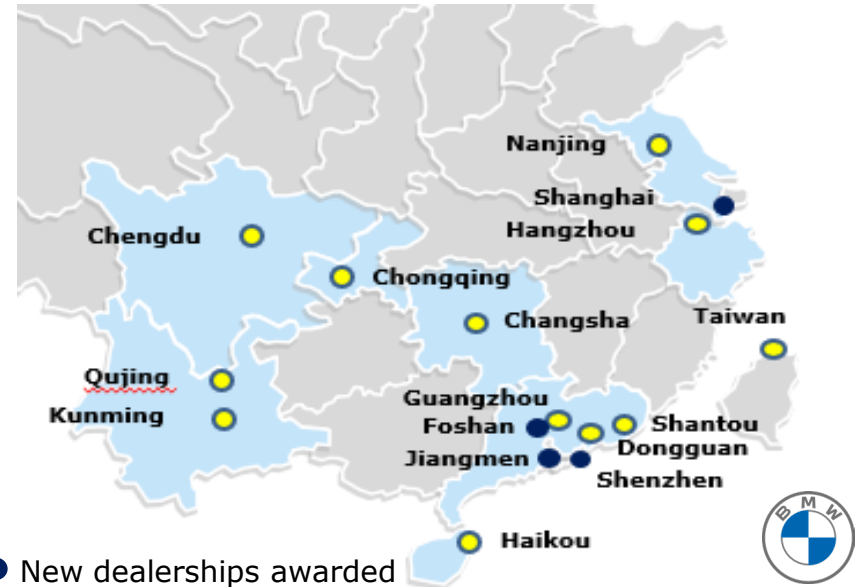 Nanjing
Shanghai
Hangzhou
Chengdu
Chongqing
Changsha
Taiwan
Qujing
Kunming
Guangzhou
Foshan
Shantou
Dongguan
Jiangmen
Shenzhen
Haikou
New dealerships awarded
BMW